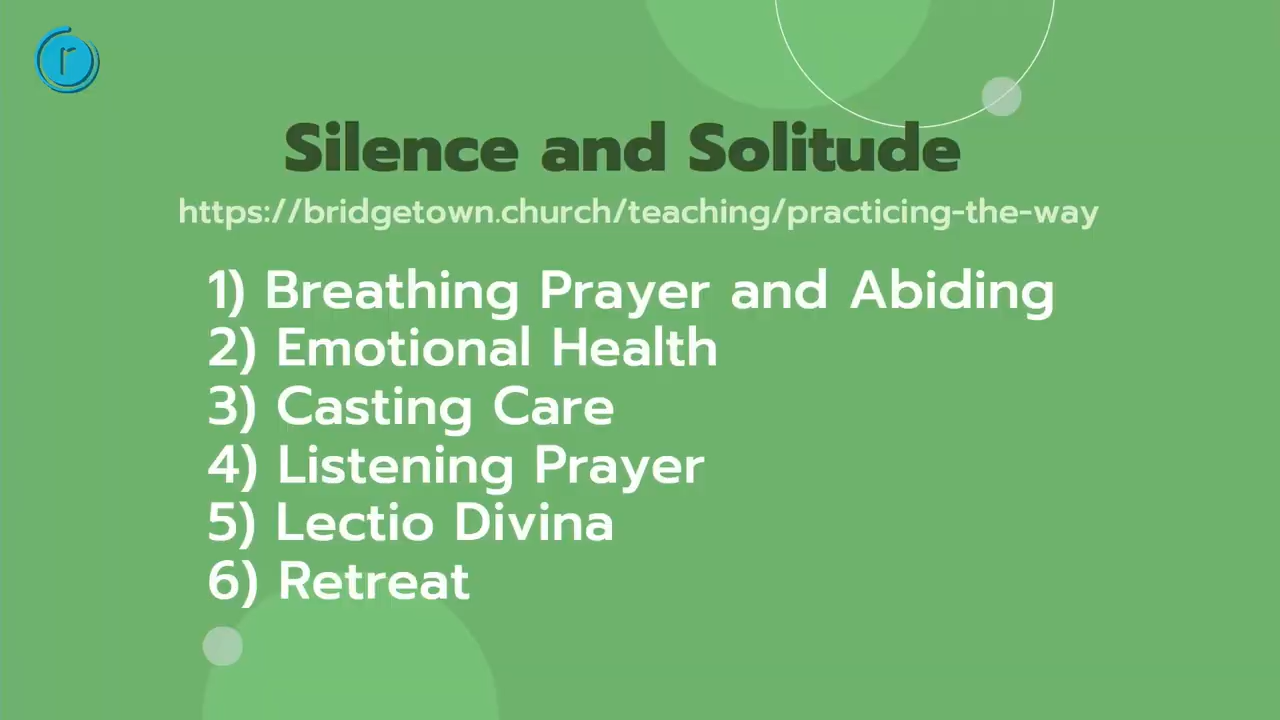 r
Silence and Solitude
https://bridgetown.church/teaching/practicing-the-way
1) Breathing Prayer and Abiding
2) Emotional Health
3) Casting Care
4) Listening Prayer
5) Lectio Divina
6) Retreat